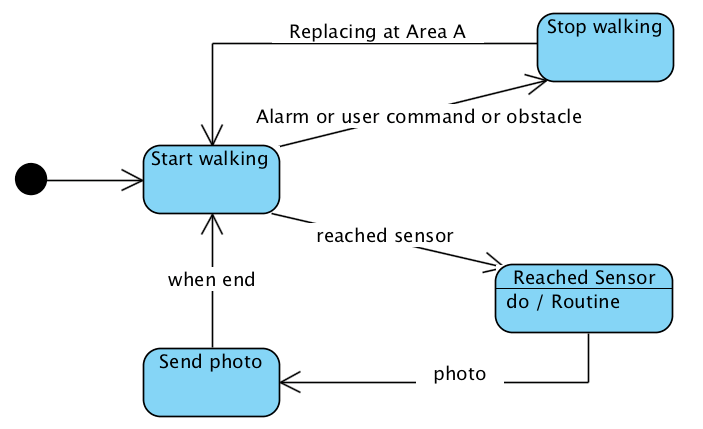 Stop walking
Replacing at Area A
Alarm or user command or obstacle
Start walking
reached sensor
Reached Sensor
do / Routine
when end
Send photo
photo